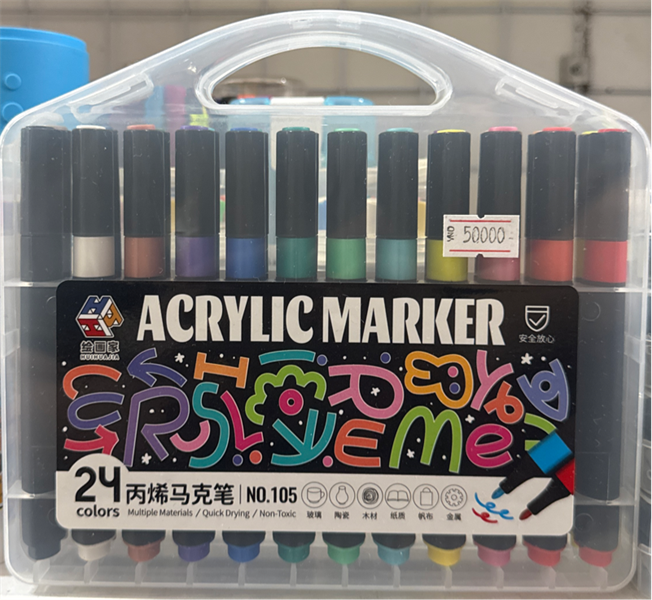 VND 50000-
ACRYLIC MARKER
绘画家
HUIHUAJIA
安全放心
24 colors
丙烯马克笔 NO.105
Multiple Materials / Quick Drying / Non-Toxic
玻璃 陶瓷 木材 纸质 帆布 金属